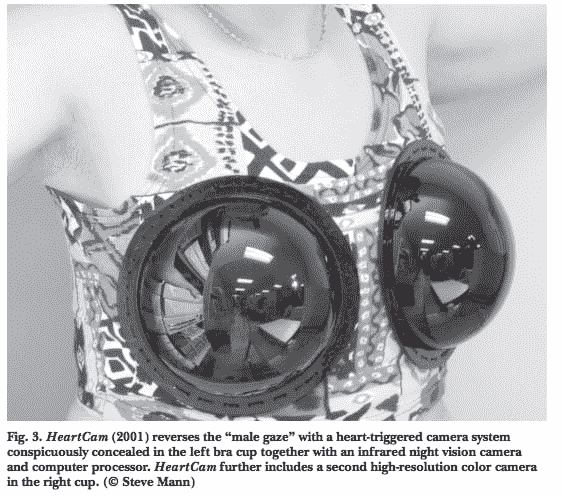 Fig. 3. HeartCam (2001) reverses the “male gaze” with a heart-triggered camera system
conspicuously concealed in the left bra cup together with an infrared night vision camera
and computer processor. HeartCam further includes a second high-resolution color camera
in the right cup. (© Steve Mann)